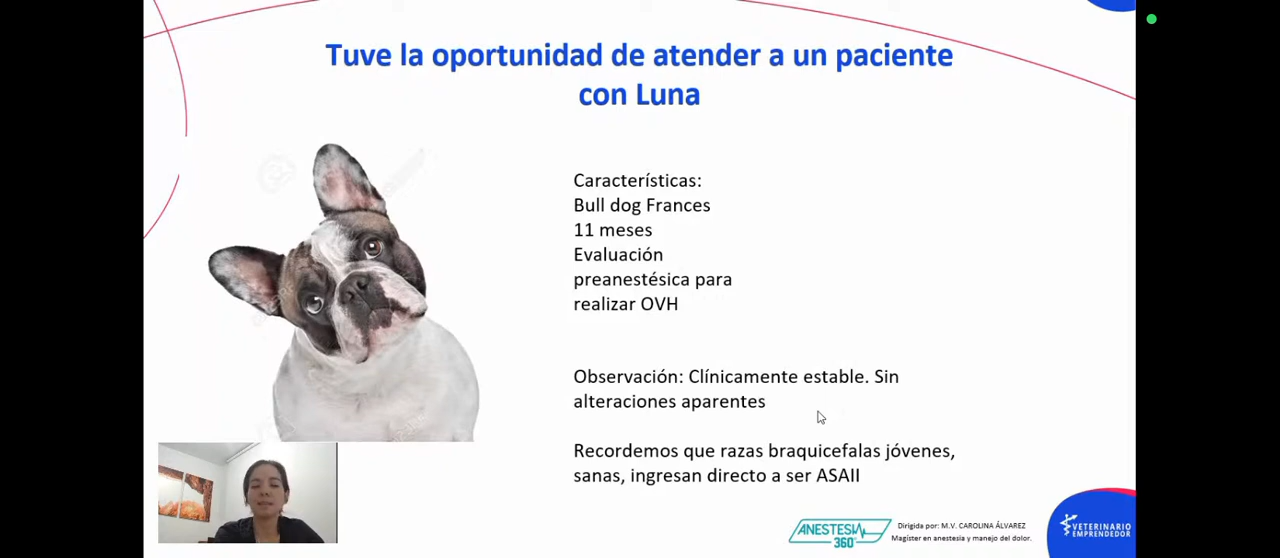 Tuve la oportunidad de atender a un paciente
con Luna
Características:
Bull dog Frances
11 meses
Evaluación
preanestésica para
realizar OVH
Observación: Clínicamente estable. Sin
alteraciones aparentes
Recordemos que razas braquicefalas jóvenes,
sanas, ingresan directo a ser ASAII
ANESTESIA
360°
Dirigida por: M.V. CAROLINA ÁLVAREZ
Magíster en anestesia y manejo del dolor.
VETERINARIO
EMPRENDEDOR